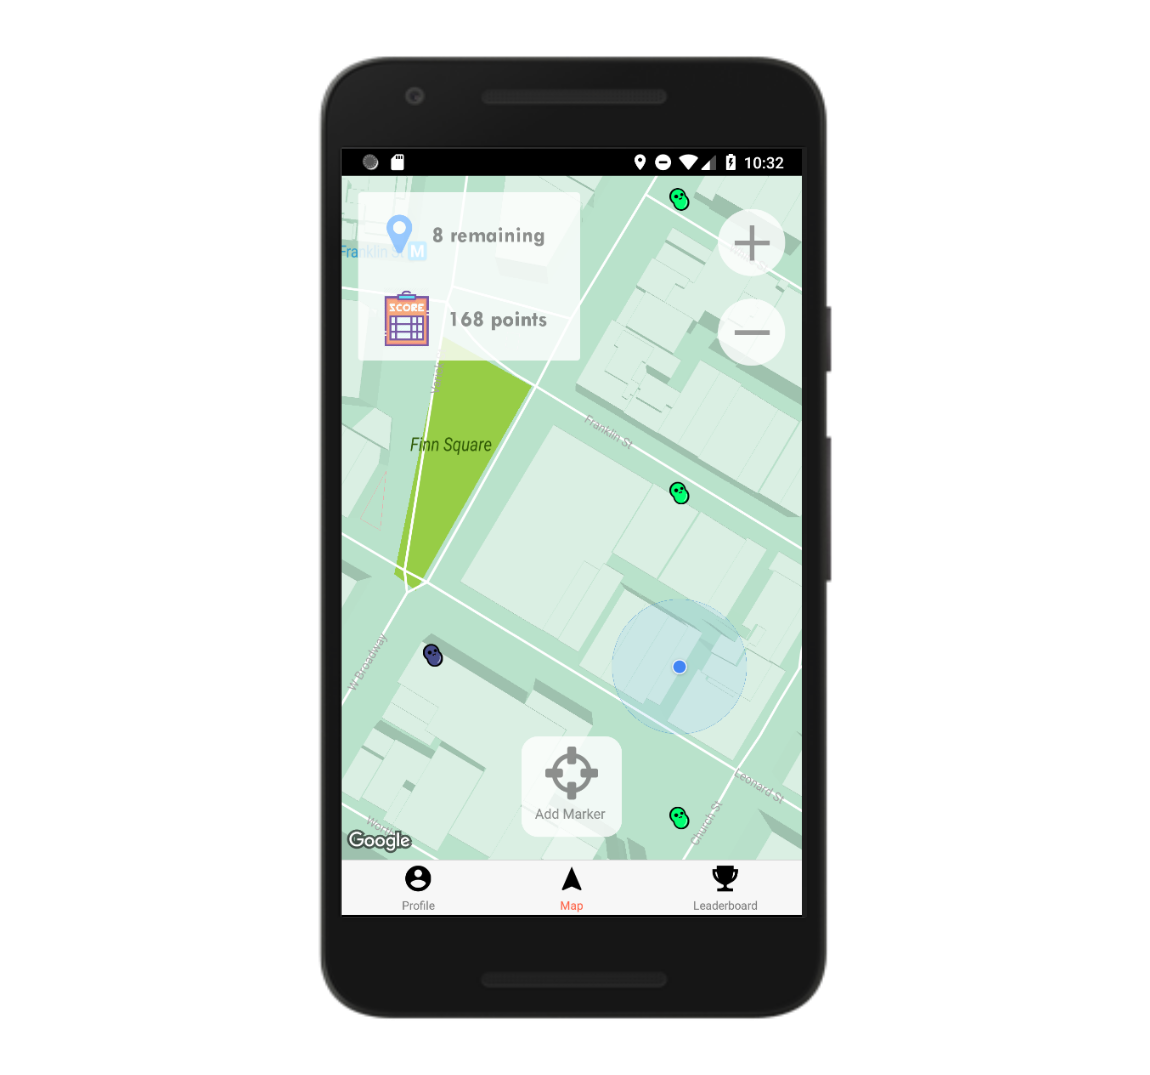 10:32
8 remaining
Franklin S
M
SCORE
168 points
Finn Square
Franklin St
W Broadway
Add Marker
Leonard St
Church St
Google
Profile
Map
Leaderboard